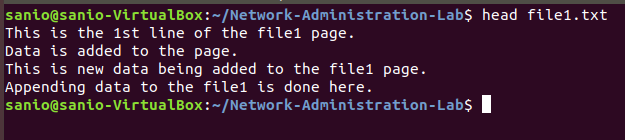 sanio@sanio-VirtualBox:~/Network-Administration-Lab$ head file1.txt
This is the 1st line of the file1 page.
Data is added to the page.
This is new data being added to the file1 page.
Appending data to the file1 is done here.
sanio@sanio-VirtualBox:~/Network-Administration-Lab$